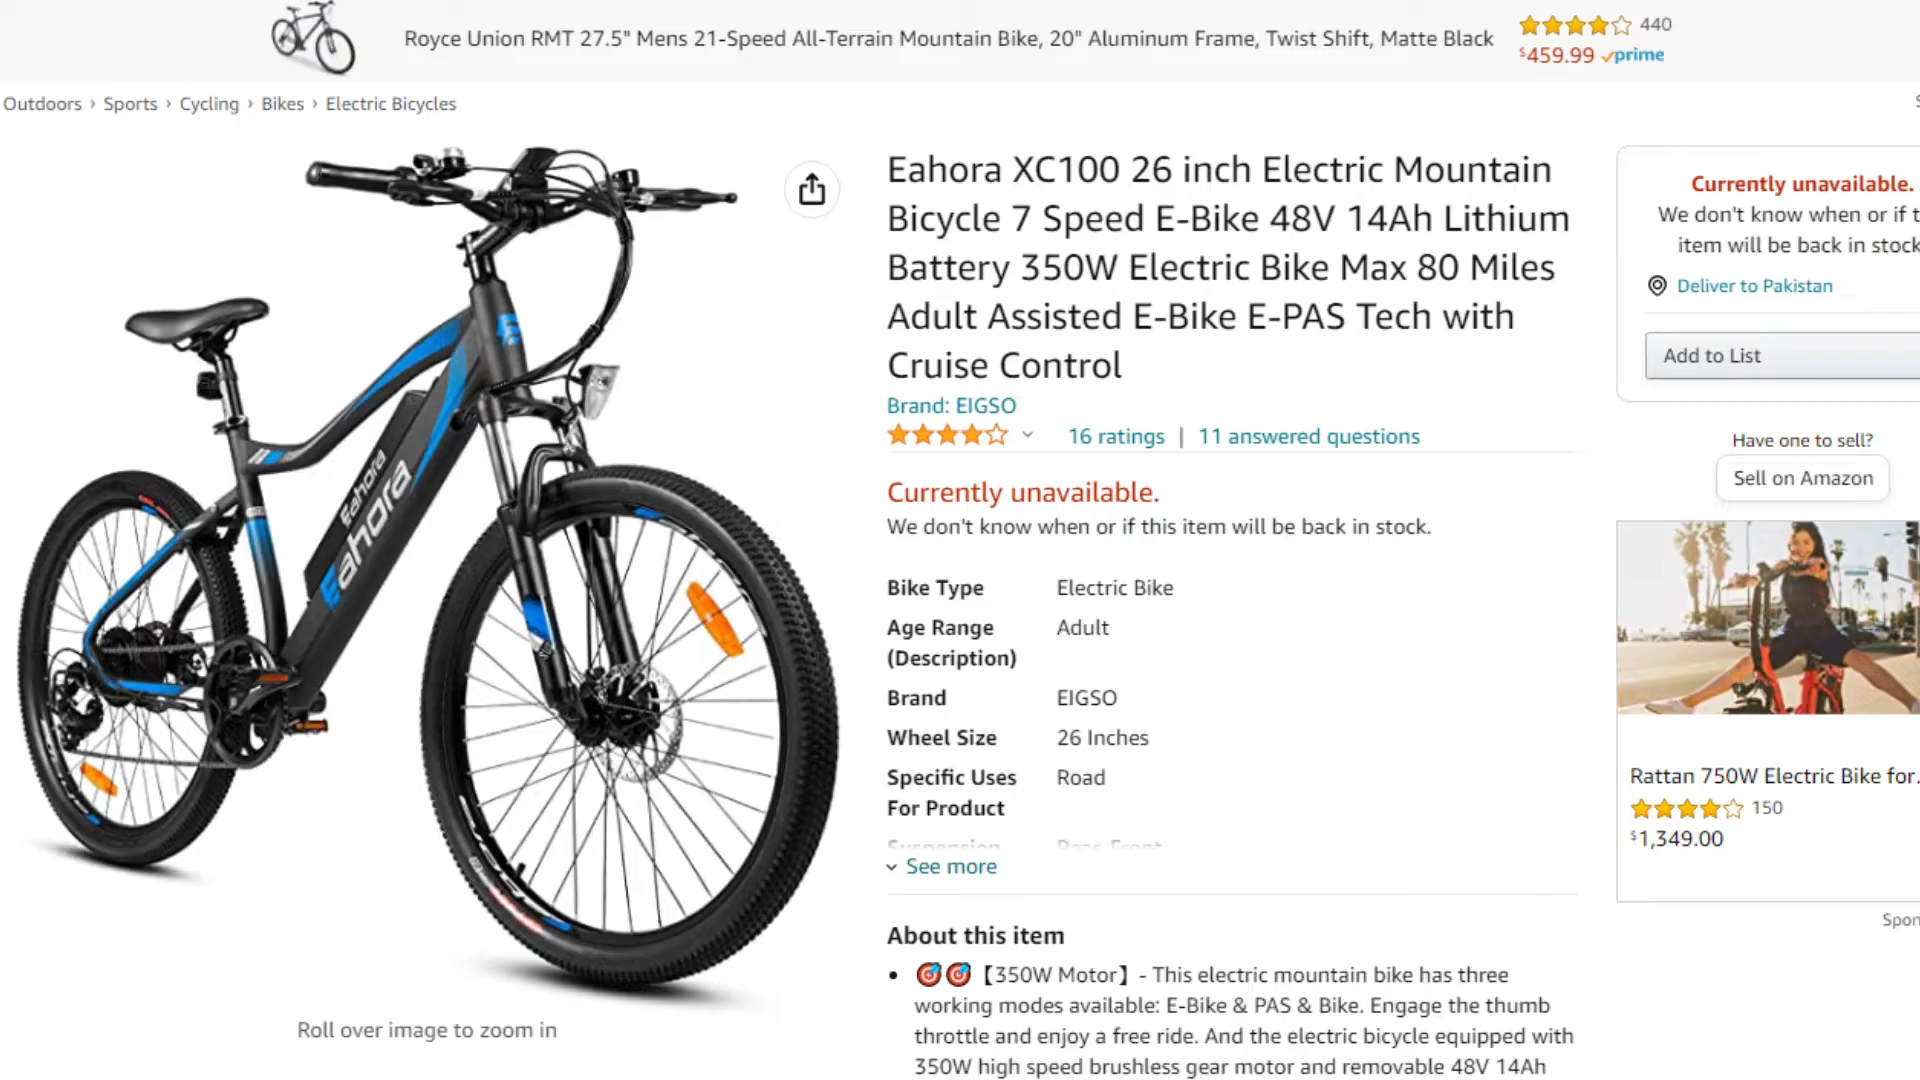 Royce Union RMT 27.5" Mens 21-Speed All-Terrain Mountain Bike, 20" Aluminum Frame, Twist Shift, Matte Black
440
$459.99 prime
Outdoors › Sports › Cycling › Bikes › Electric Bicycles
Eahora
Eahora
Roll over image to zoom in
Eahora XC100 26 inch Electric Mountain
Bicycle 7 Speed E-Bike 48V 14Ah Lithium
Battery 350W Electric Bike Max 80 Miles
Adult Assisted E-Bike E-PAS Tech with
Cruise Control
Brand: EIGSO
16 ratings | 11 answered questions
Currently unavailable.
We don't know when or if this item will be back in stock.
Bike Type Electric Bike
Age Range Adult
(Description)
Brand EIGSO
Wheel Size 26 Inches
Specific Uses Road
For Product
Suspension Rear, Front
See more
About this item
• 🎯🎯【350W Motor】- This electric mountain bike has three
working modes available: E-Bike & PAS & Bike. Engage the thumb
throttle and enjoy a free ride. And the electric bicycle equipped with
350W high speed brushless gear motor and removable 48V 14Ah
Currently unavailable.
We don't know when or if t
item will be back in stock
Deliver to Pakistan
Add to List
Have one to sell?
Sell on Amazon
Rattan 750W Electric Bike for...
150
$1,349.00
Spon